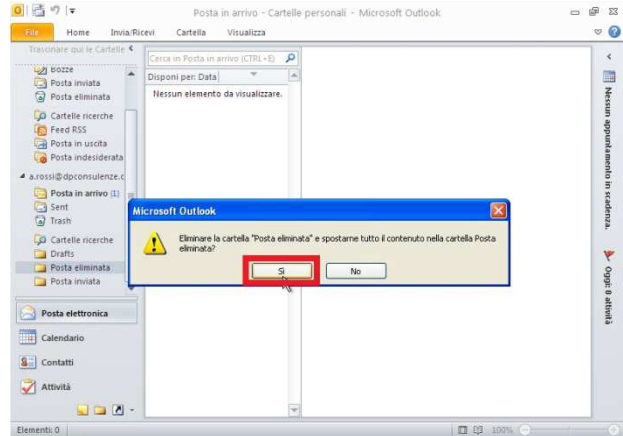 Posta in arrivo - Cartelle personali - Microsoft Outlook
File Home Invia/Ricevi Cartella Visualizza
Trascinare qui le Cartelle
Bozze
Posta inviata
Posta eliminata
Cartelle ricerche
Feed RSS
Posta in uscita
Posta indesiderata
a.rossi@dpconsulenze.c
Posta in arrivo (1)
Sent
Trash
Cartelle ricerche
Drafts
Posta eliminata
Posta inviata
Posta elettronica
Calendario
Contatti
Attività
Elementi: 0
Cerca in Posta in arrivo (CTRL+E)
Disponi per: Data
Nessun elemento da visualizzare.
Microsoft Outlook
Eliminare la cartella "Posta eliminata" e spostarne tutto il contenuto nella cartella Posta
eliminata?
Sì No
Nessun appuntamento in scadenza.
Oggi: 0 attività
100%